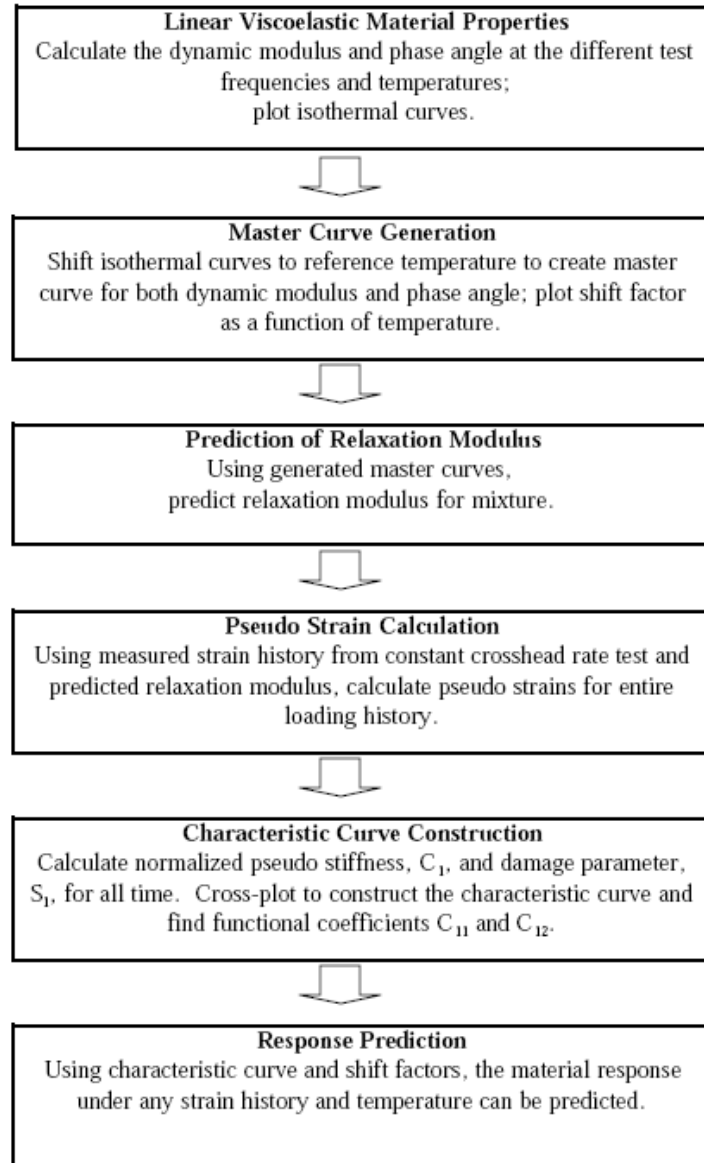 Linear Viscoelastic Material Properties
Calculate the dynamic modulus and phase angle at the different test
frequencies and temperatures;
plot isothermal curves.
Master Curve Generation
Shift isothermal curves to reference temperature to create master
curve for both dynamic modulus and phase angle; plot shift factor
as a function of temperature.
Prediction of Relaxation Modulus
Using generated master curves,
predict relaxation modulus for mixture.
Pseudo Strain Calculation
Using measured strain history from constant crosshead rate test and
predicted relaxation modulus, calculate pseudo strains for entire
loading history.
Characteristic Curve Construction
Calculate normalized pseudo stiffness, C₁, and damage parameter,
S₁, for all time. Cross-plot to construct the characteristic curve and
find functional coefficients C₁₁ and C₁₂.
Response Prediction
Using characteristic curve and shift factors, the material response
under any strain history and temperature can be predicted.